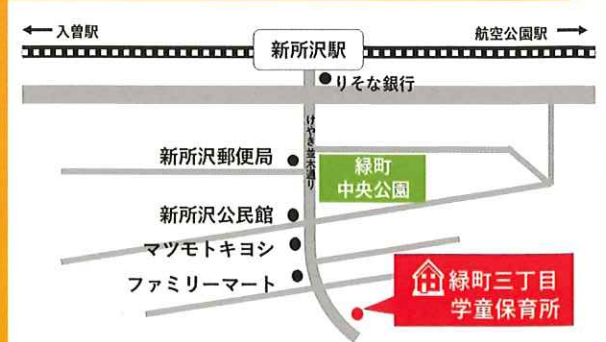 入曽駅
航空公園駅
新所沢駅
りそな銀行
けやき並木通り
新所沢郵便局
緑町
中央公園
新所沢公民館
マツモトキヨシ
ファミリーマート
緑町三丁目
学童保育所